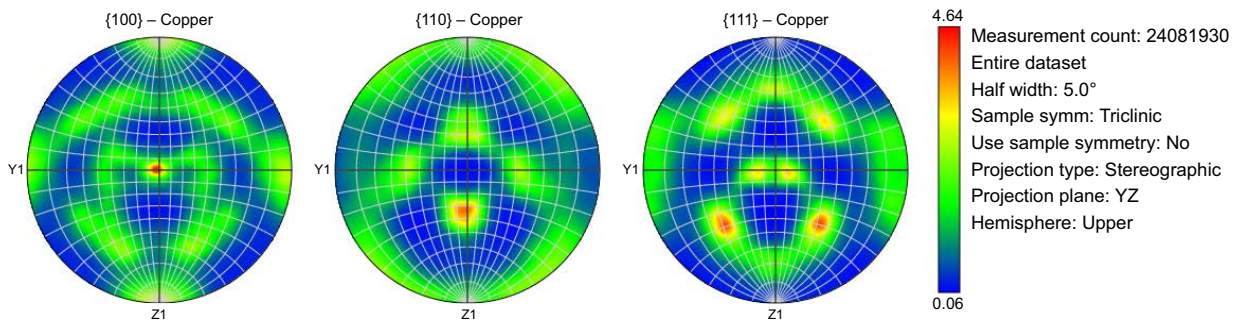 {100} – Copper
{110} – Copper
{111} – Copper
4.64
Measurement count: 24081930
Entire dataset
Half width: 5.0°
Sample symm: Triclinic
Use sample symmetry: No
Projection type: Stereographic
Projection plane: YZ
Hemisphere: Upper
0.06
Y1
Y1
Y1
Z1
Z1
Z1